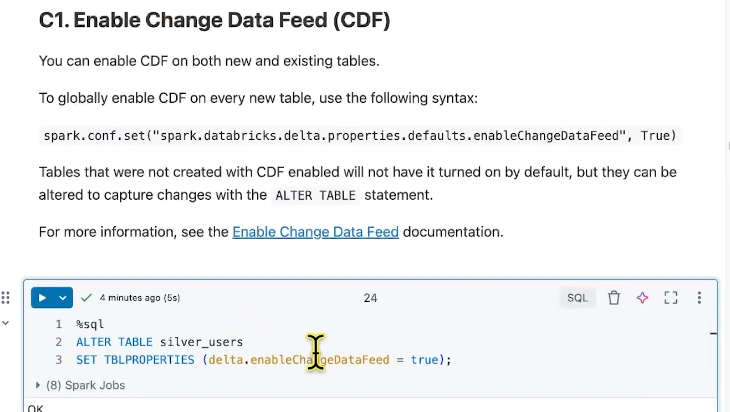 C1. Enable Change Data Feed (CDF)
You can enable CDF on both new and existing tables.
To globally enable CDF on every new table, use the following syntax:
spark.conf.set("spark.databricks.delta.properties.defaults.enableChangeDataFeed", True)
Tables that were not created with CDF enabled will not have it turned on by default, but they can be
altered to capture changes with the ALTER TABLE statement.
For more information, see the Enable Change Data Feed documentation.
4 minutes ago (5s)
24
SQL
1 %sql
2 ALTER TABLE silver_users
3 SET TBLPROPERTIES (delta.enableChangeDataFeed = true);
(8) Spark Jobs
OK